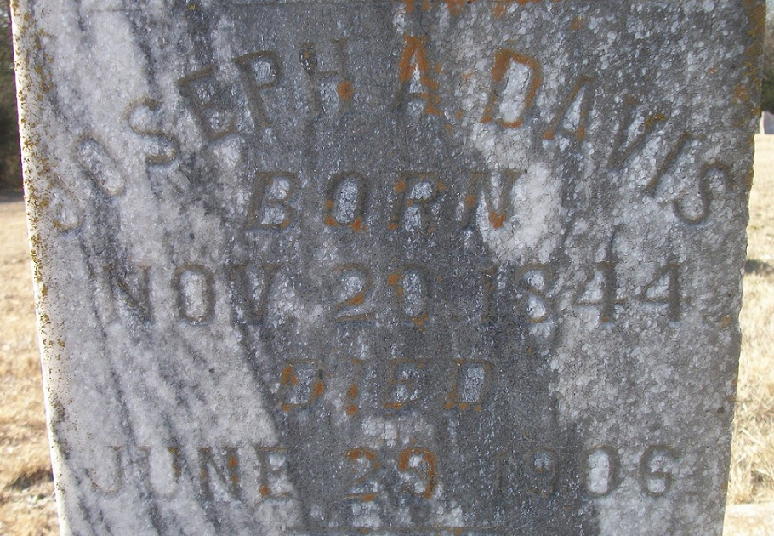 JOSEPH A. DAVIS
BORN
NOV. 20, 1844
DIED
JUNE 29, 1906